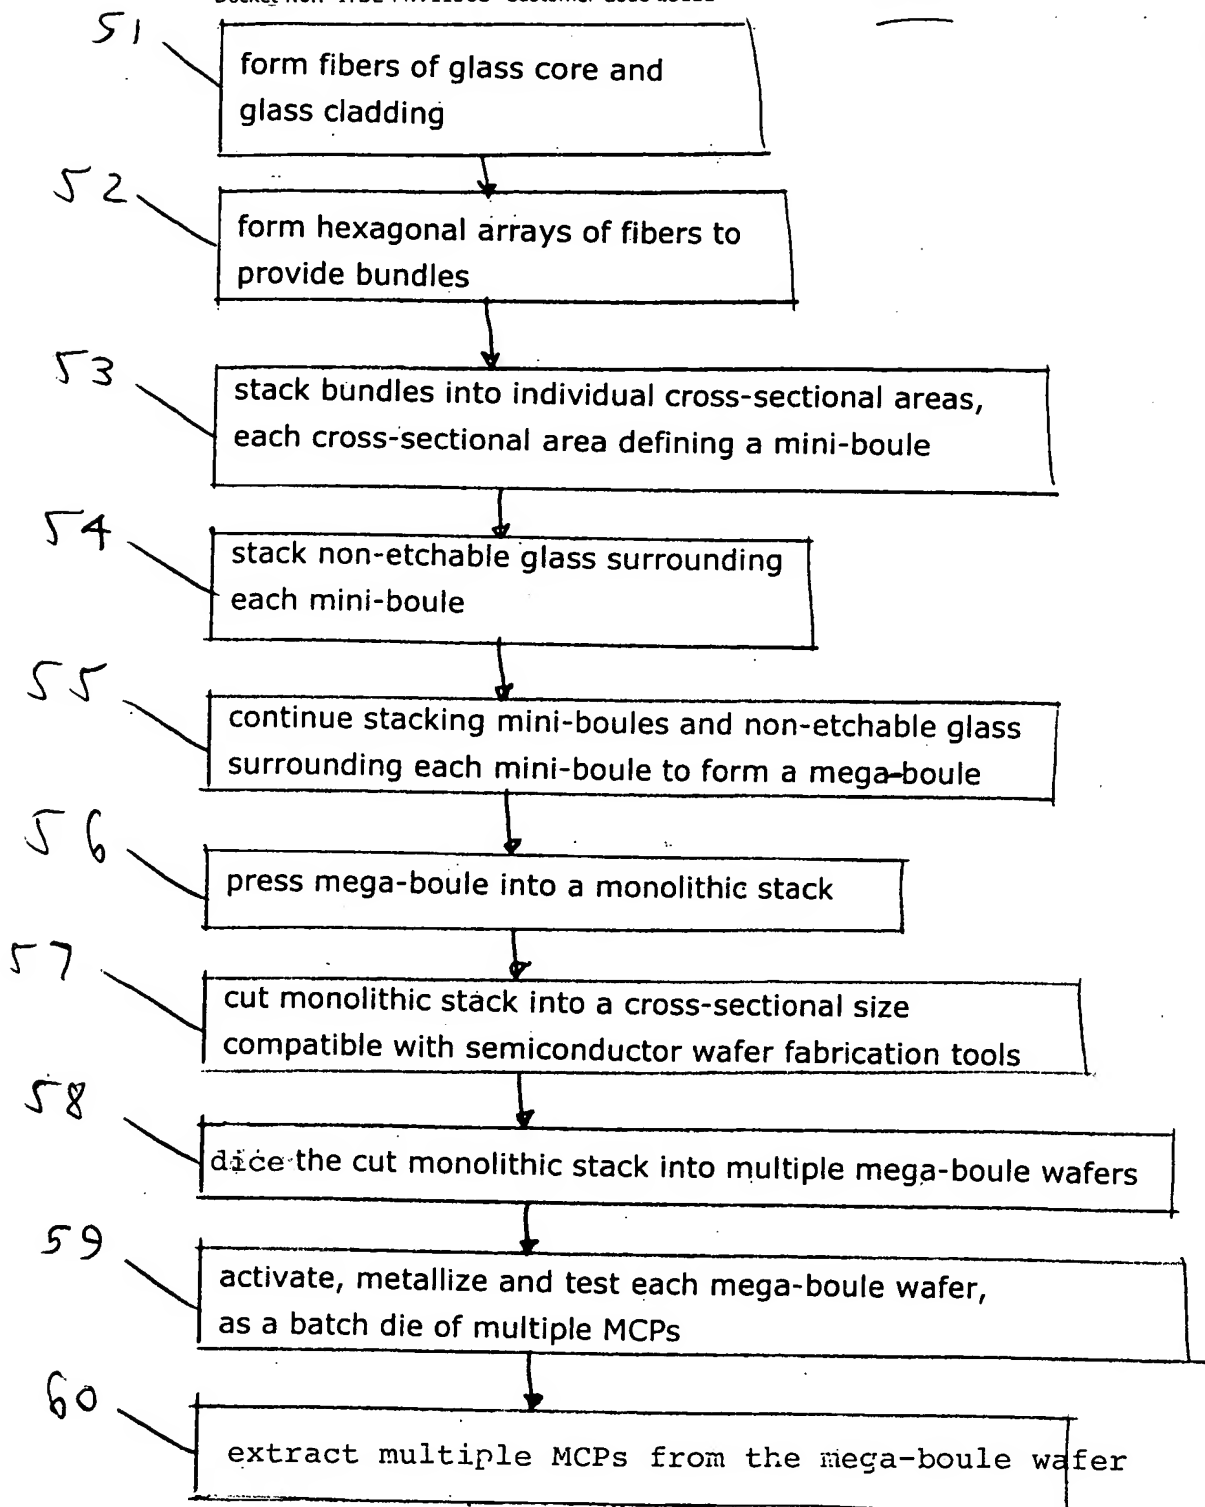 51
form fibers of glass core and
glass cladding
52
form hexagonal arrays of fibers to
provide bundles
53
stack bundles into individual cross-sectional areas,
each cross-sectional area defining a mini-boule
54
stack non-etchable glass surrounding
each mini-boule
55
continue stacking mini-boules and non-etchable glass
surrounding each mini-boule to form a mega-boule
56
press mega-boule into a monolithic stack
57
cut monolithic stack into a cross-sectional size
compatible with semiconductor wafer fabrication tools
58
dice the cut monolithic stack into multiple mega-boule wafers
59
activate, metallize and test each mega-boule wafer,
as a batch die of multiple MCPs
60
extract multiple MCPs from the mega-boule wafer